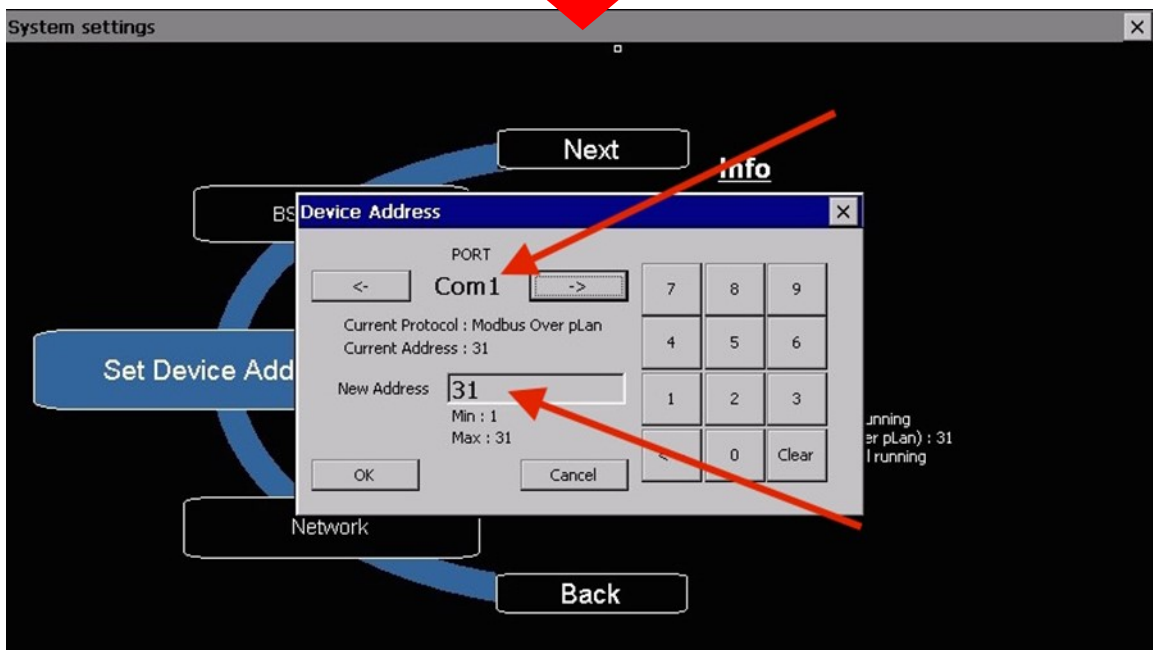 System settings
Next
Info
BS
Device Address
PORT
<- Com1 ->
Current Protocol : Modbus Over pLan
Current Address : 31
New Address 31
Min : 1
Max : 31
OK Cancel
7 8 9
4 5 6
1 2 3
0 Clear
Set Device Add
unning
er pLan) : 31
l running
Network
Back